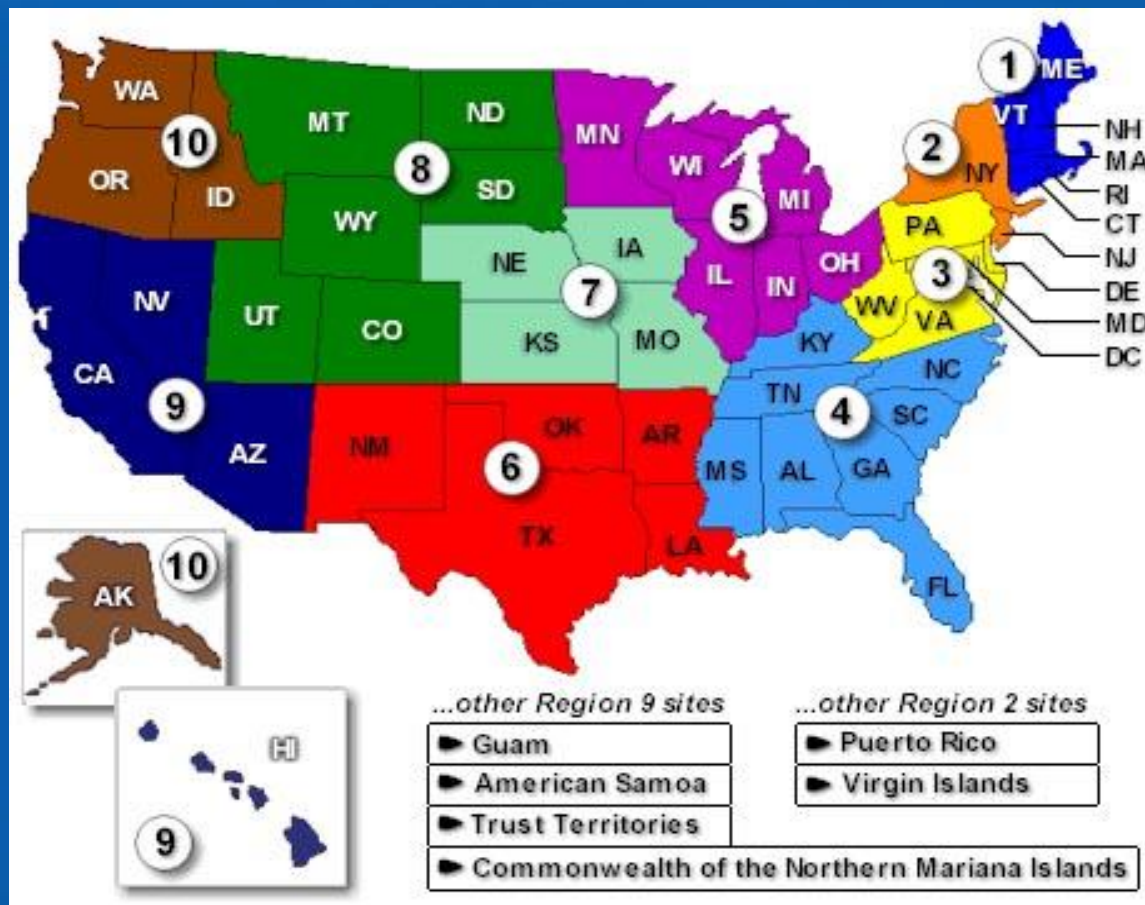 1
ME
WA
MT
ND
MN
VT
NH
10
2
MA
OR
ID
8
SD
WI
MI
NY
RI
WY
5
PA
CT
NE
IA
OH
3
NJ
NV
UT
CO
7
IL
IN
WV
DE
KS
MO
VA
MD
CA
KY
DC
9
TN
NC
4
SC
AZ
NM
OK
AR
6
MS
AL
GA
TX
LA
10
AK
FL
...other Region 9 sites
Guam
American Samoa
Trust Territories
Commonwealth of the Northern Mariana Islands
...other Region 2 sites
Puerto Rico
Virgin Islands
HI
9